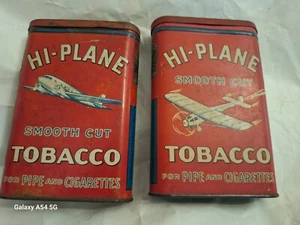 HI-PLANE
SMOOTH CUT
TOBACCO
FOR PIPE AND CIGARETTES
HI-PLANE
SMOOTH CUT
TOBACCO
FOR PIPE AND CIGARETTES
Galaxy A54 5G